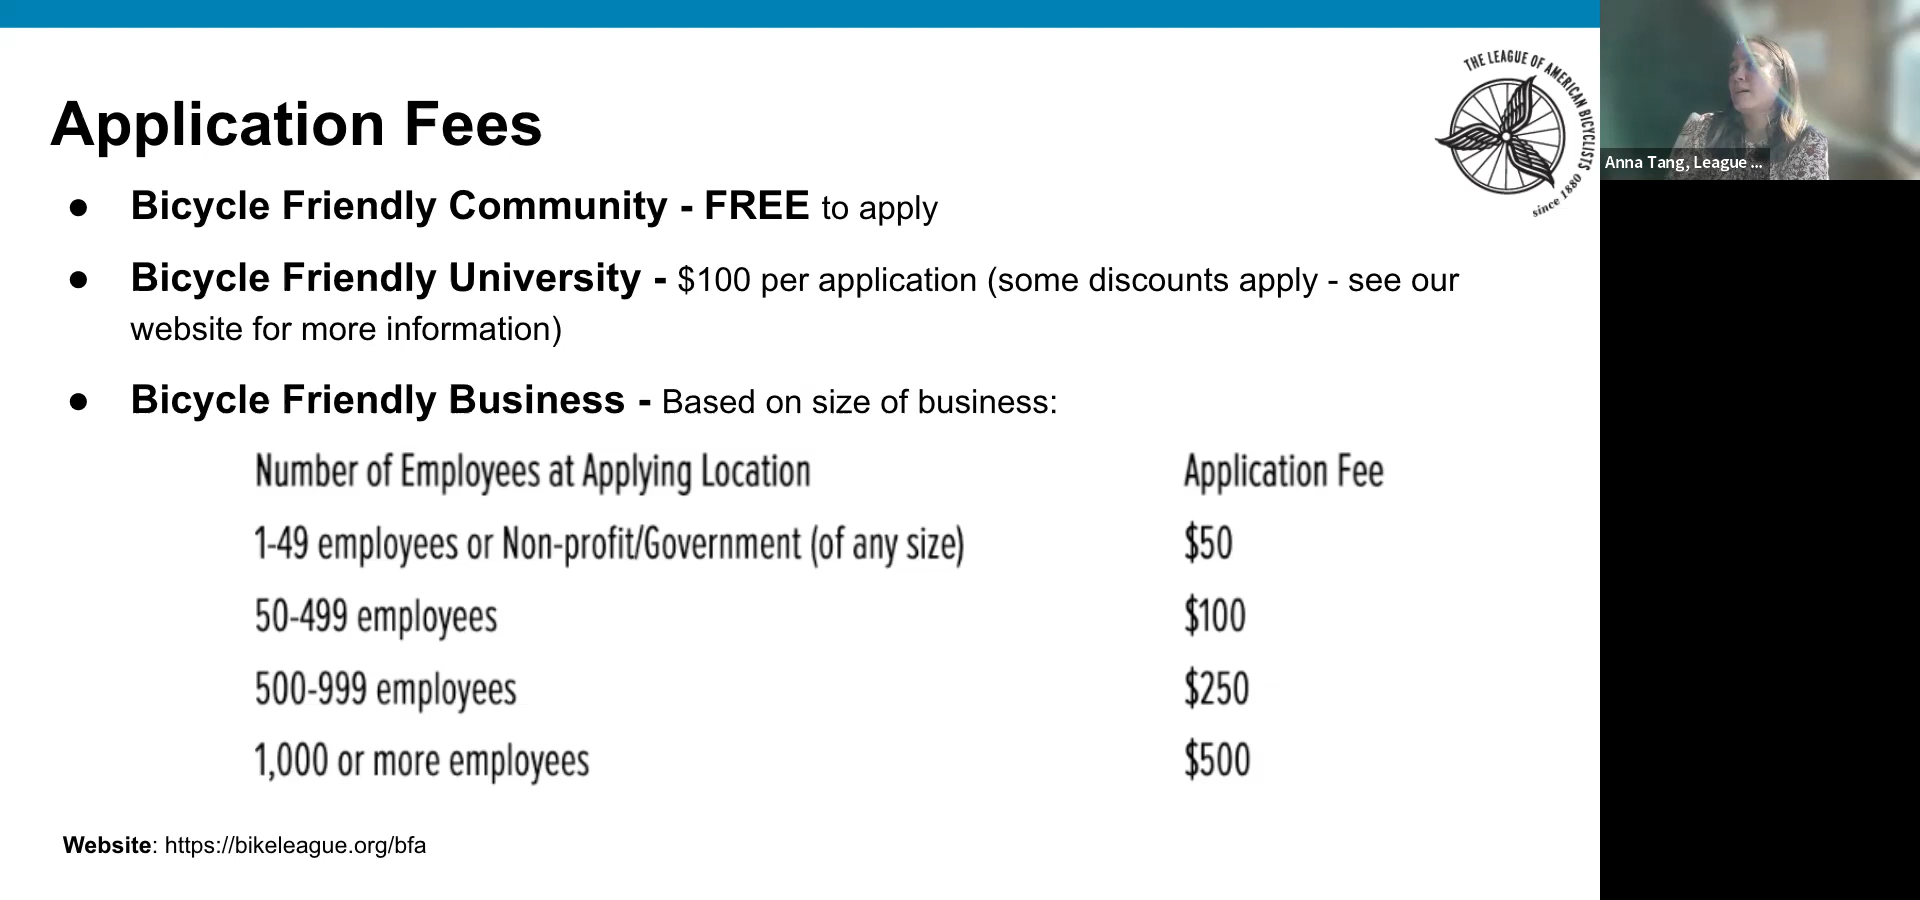 Application Fees
● Bicycle Friendly Community - FREE to apply
● Bicycle Friendly University - $100 per application (some discounts apply - see our
website for more information)
● Bicycle Friendly Business - Based on size of business:
Number of Employees at Applying Location Application Fee
1-49 employees or Non-profit/Government (of any size) $50
50-499 employees $100
500-999 employees $250
1,000 or more employees $500
Website: https://bikeleague.org/bfa
THE LEAGUE OF AMERICAN BICYCLISTS
since 1880
Anna Tang, League ...